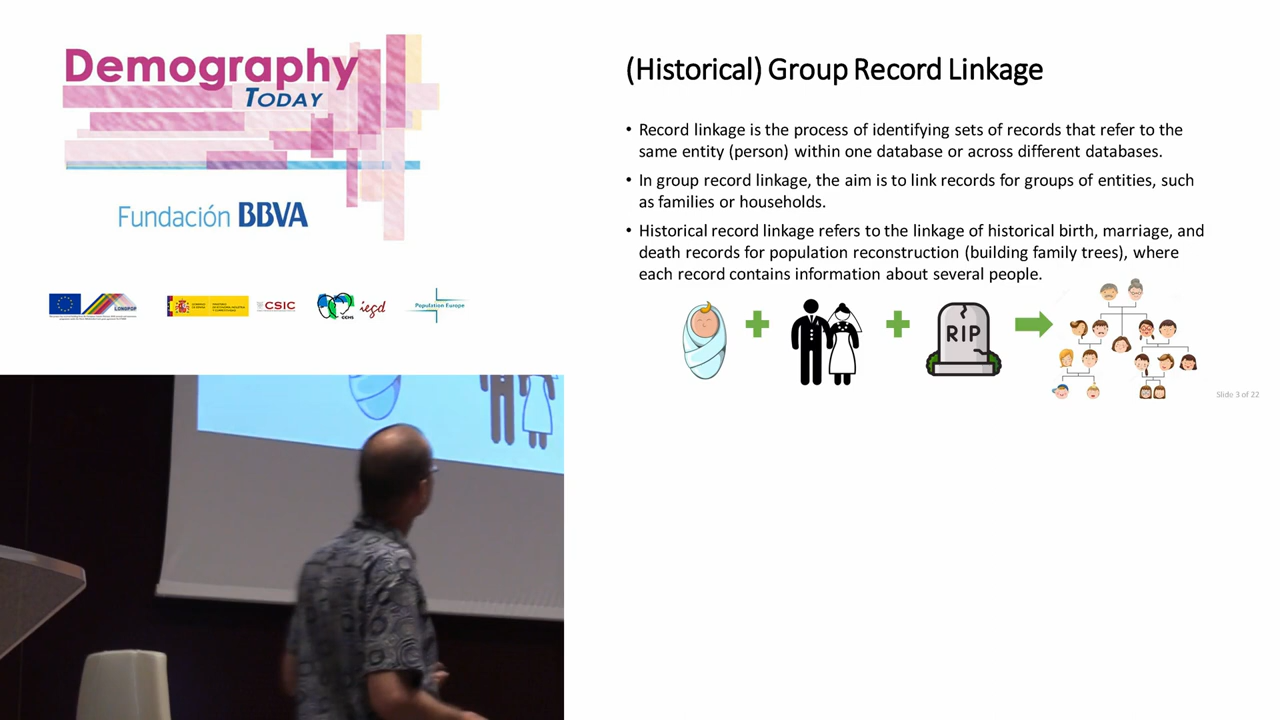 Demography
TODAY
Fundación BBVA
LONGPOP
CSIC
CCHS
iegd
Population Europe
(Historical) Group Record Linkage
• Record linkage is the process of identifying sets of records that refer to the
same entity (person) within one database or across different databases.
• In group record linkage, the aim is to link records for groups of entities, such
as families or households.
• Historical record linkage refers to the linkage of historical birth, marriage, and
death records for population reconstruction (building family trees), where
each record contains information about several people.
RIP
Slide 3 of 22